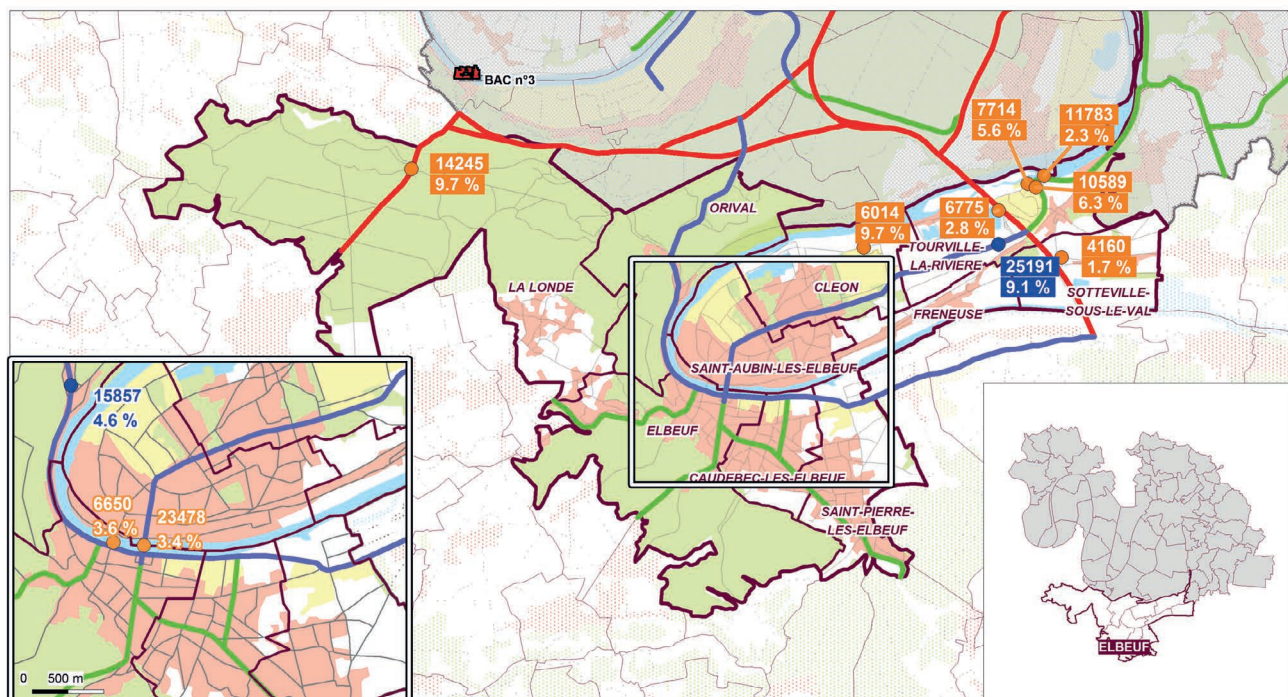 BAC n°3
7714
5.6 %
11783
2.3 %
14245
9.7 %
10589
6.3 %
ORIVAL
6014
9.7 %
6775
2.8 %
TOURVILLE-
LA-RIVIERE
4160
1.7 %
25191
9.1 %
LA LONDE
CLEON
FRENEUSE
SOTTEVILLE-
SOUS-LE-VAL
SAINT-AUBIN-LES-ELBEUF
ELBEUF
CAUDEBEC-LES-ELBEUF
SAINT-PIERRE-
LES-ELBEUF
15857
4.6 %
6650
3.6 %
23478
3.4 %
0 500 m
ELBEUF